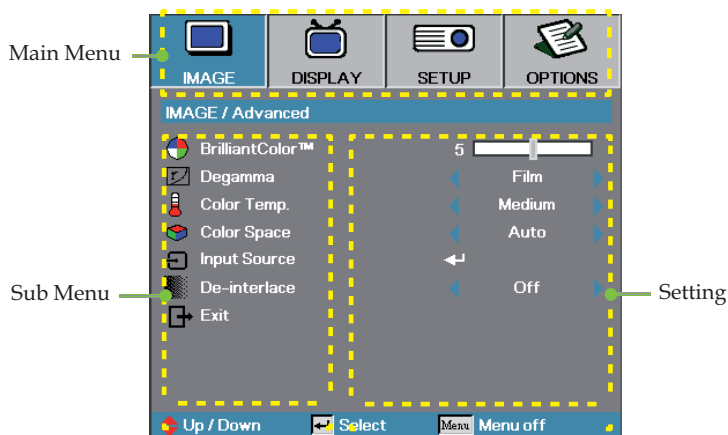 Main Menu
IMAGE DISPLAY SETUP OPTIONS
IMAGE / Advanced
BrilliantColor™ 5
Degamma Film
Color Temp. Medium
Color Space Auto
Input Source
Sub Menu De-interlace Off Setting
Exit
Up / Down Select Menu Menu off